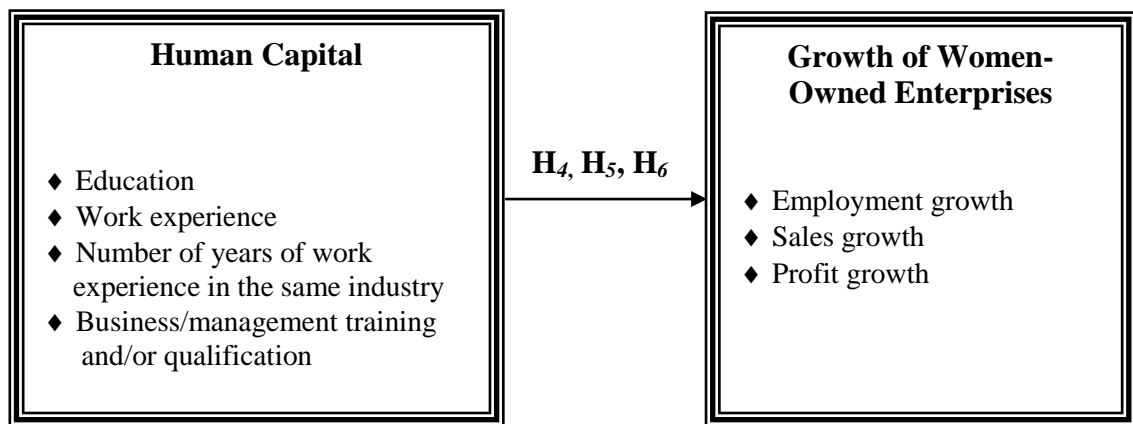 Human Capital
♦ Education
♦ Work experience
♦ Number of years of work
experience in the same industry
♦ Business/management training
and/or qualification
H4, H5, H6
Growth of Women-
Owned Enterprises
♦ Employment growth
♦ Sales growth
♦ Profit growth